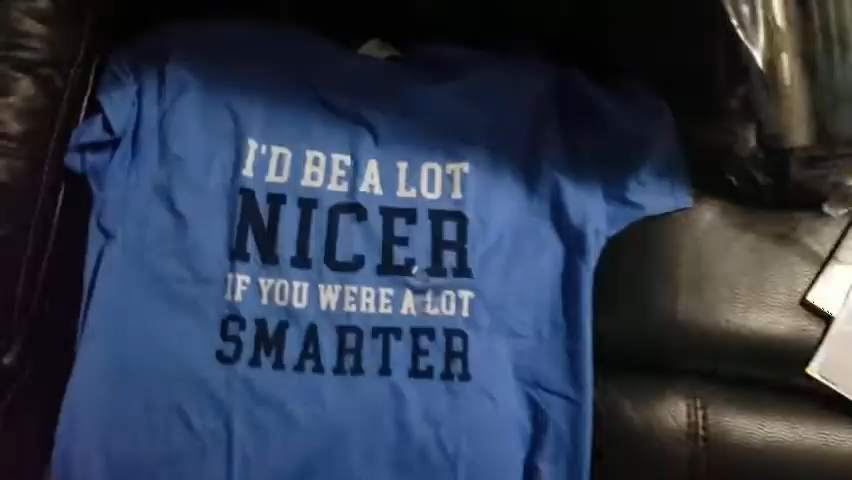 I'D BE A LOT
NICER
IF YOU WERE A LOT
SMARTER